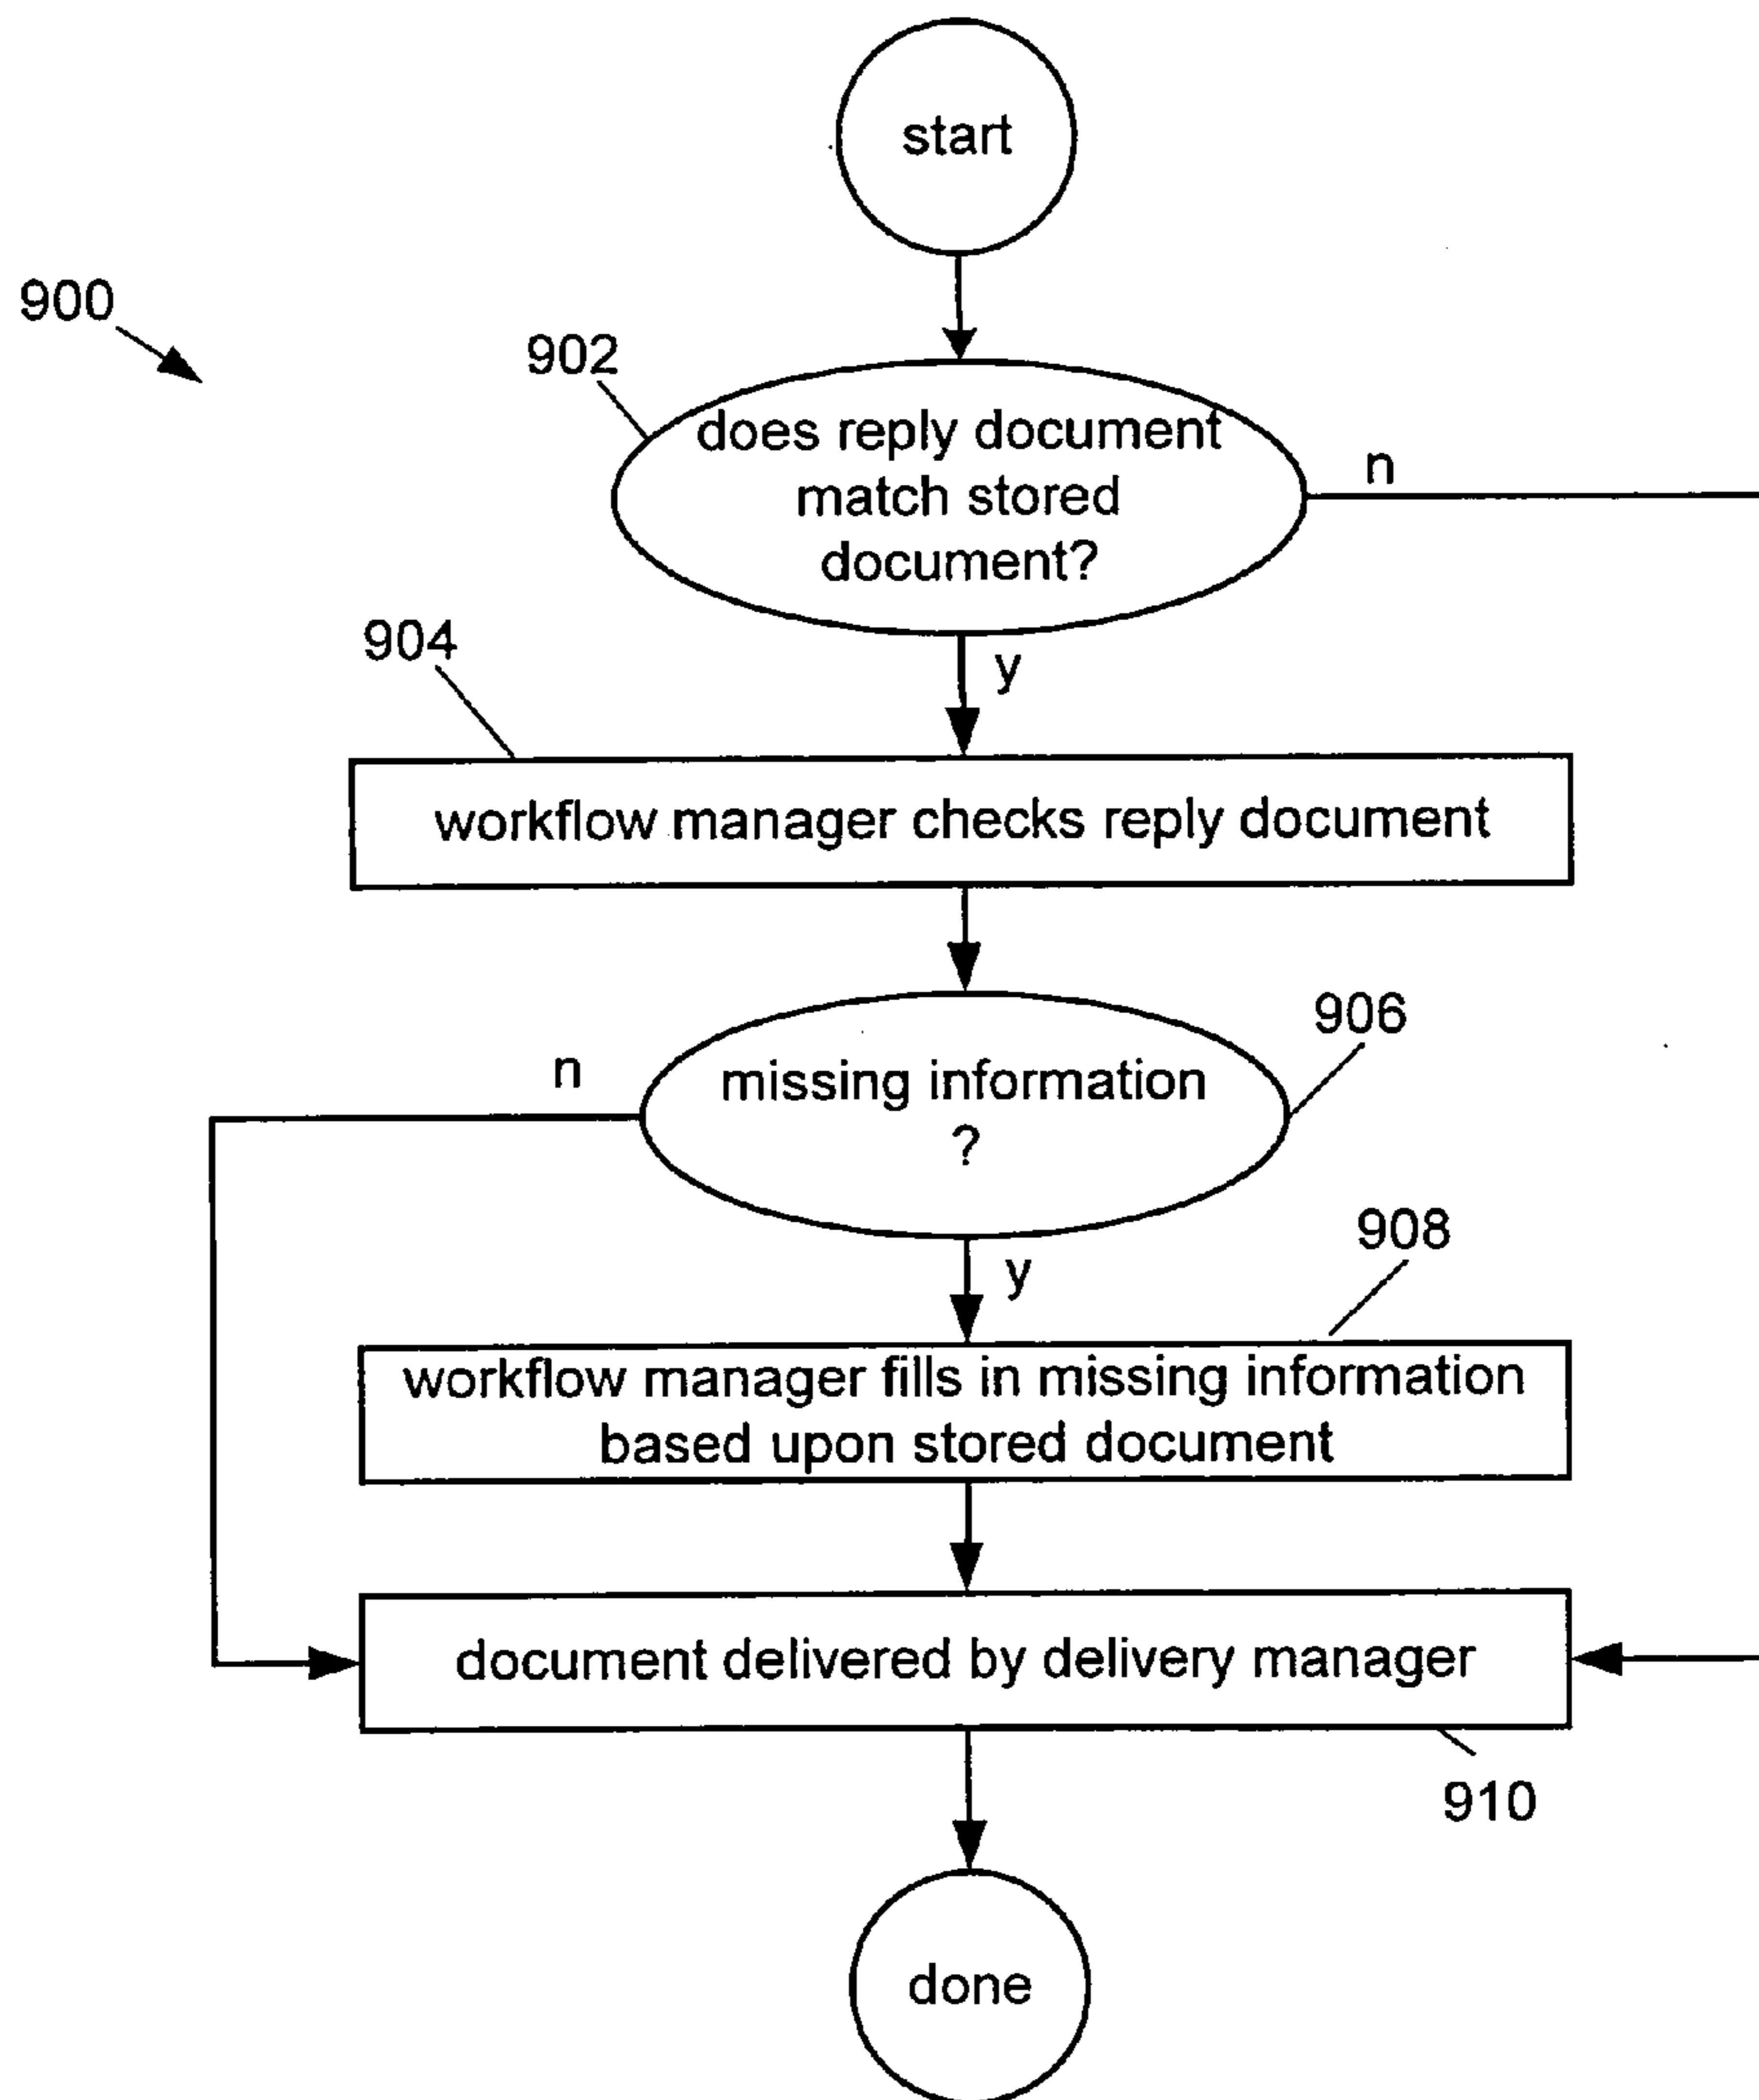 start
900
902
does reply document
match stored
document?
n
904
y
workflow manager checks reply document
906
n
missing information
?
908
y
workflow manager fills in missing information
based upon stored document
document delivered by delivery manager
910
done